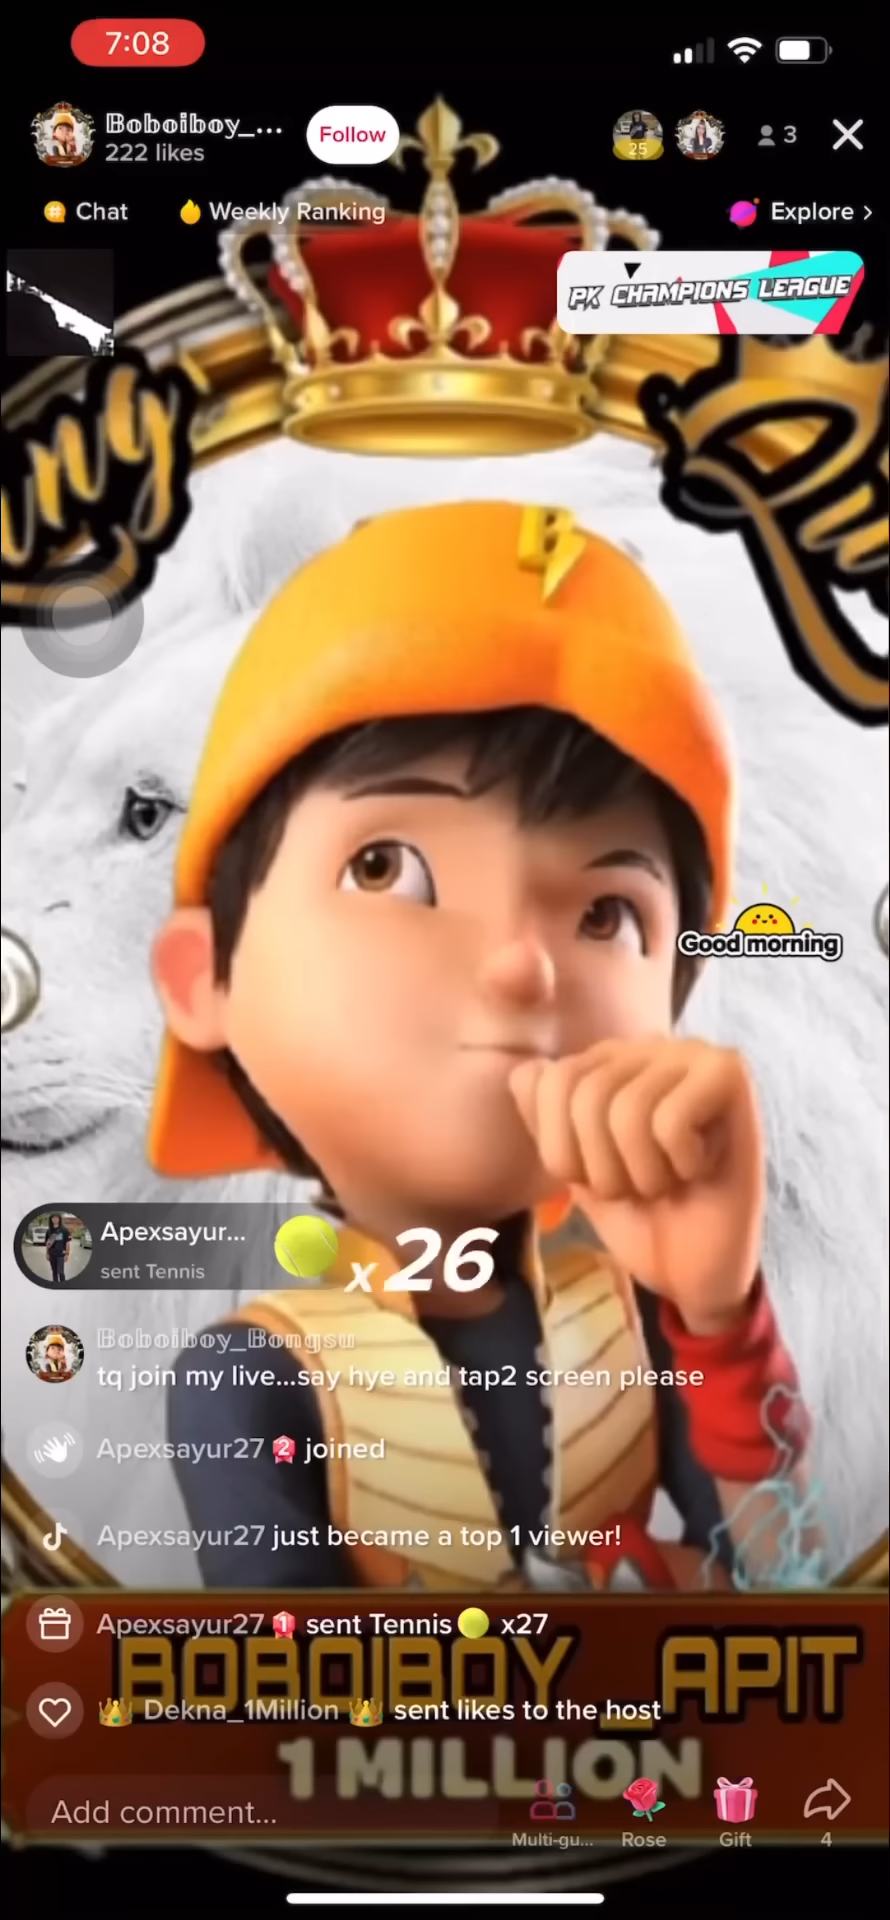 7:08
𝔹𝕠𝕓𝕠𝕚𝕓𝕠𝕪_...
222 likes
Follow
25
3
Chat
Weekly Ranking
Explore >
PK CHAMPIONS LEAGUE
Good morning
Apexsayur...
sent Tennis
x26
𝔹𝕠𝕓𝕠𝕚𝕓𝕠𝕪_𝔹𝕠𝕟𝕘𝕤𝕦
tq join my live...say hye and tap2 screen please
Apexsayur27 2 joined
Apexsayur27 just became a top 1 viewer!
Apexsayur27 1 sent Tennis x27
BOBOIBOY_APIT
👑 Dekna_1Million 👑 sent likes to the host
1 MILLION
Add comment...
Multi-gu...
Rose
Gift
4